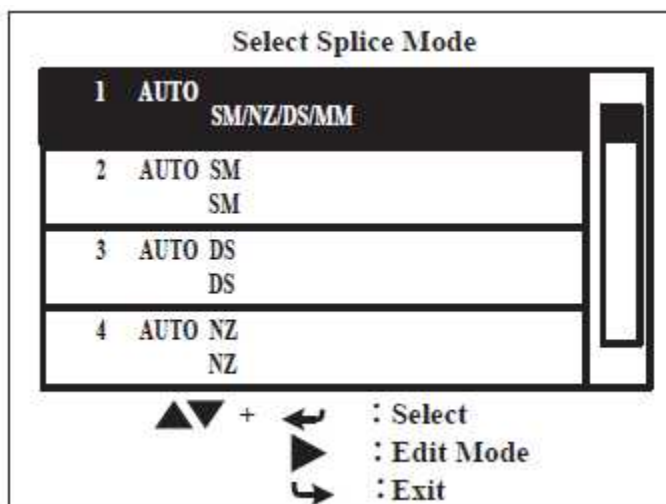 Select Splice Mode
1 AUTO
SM/NZ/DS/MM
2 AUTO SM
SM
3 AUTO DS
DS
4 AUTO NZ
NZ
▲▼ + ↵ : Select
▶ : Edit Mode
↳ : Exit